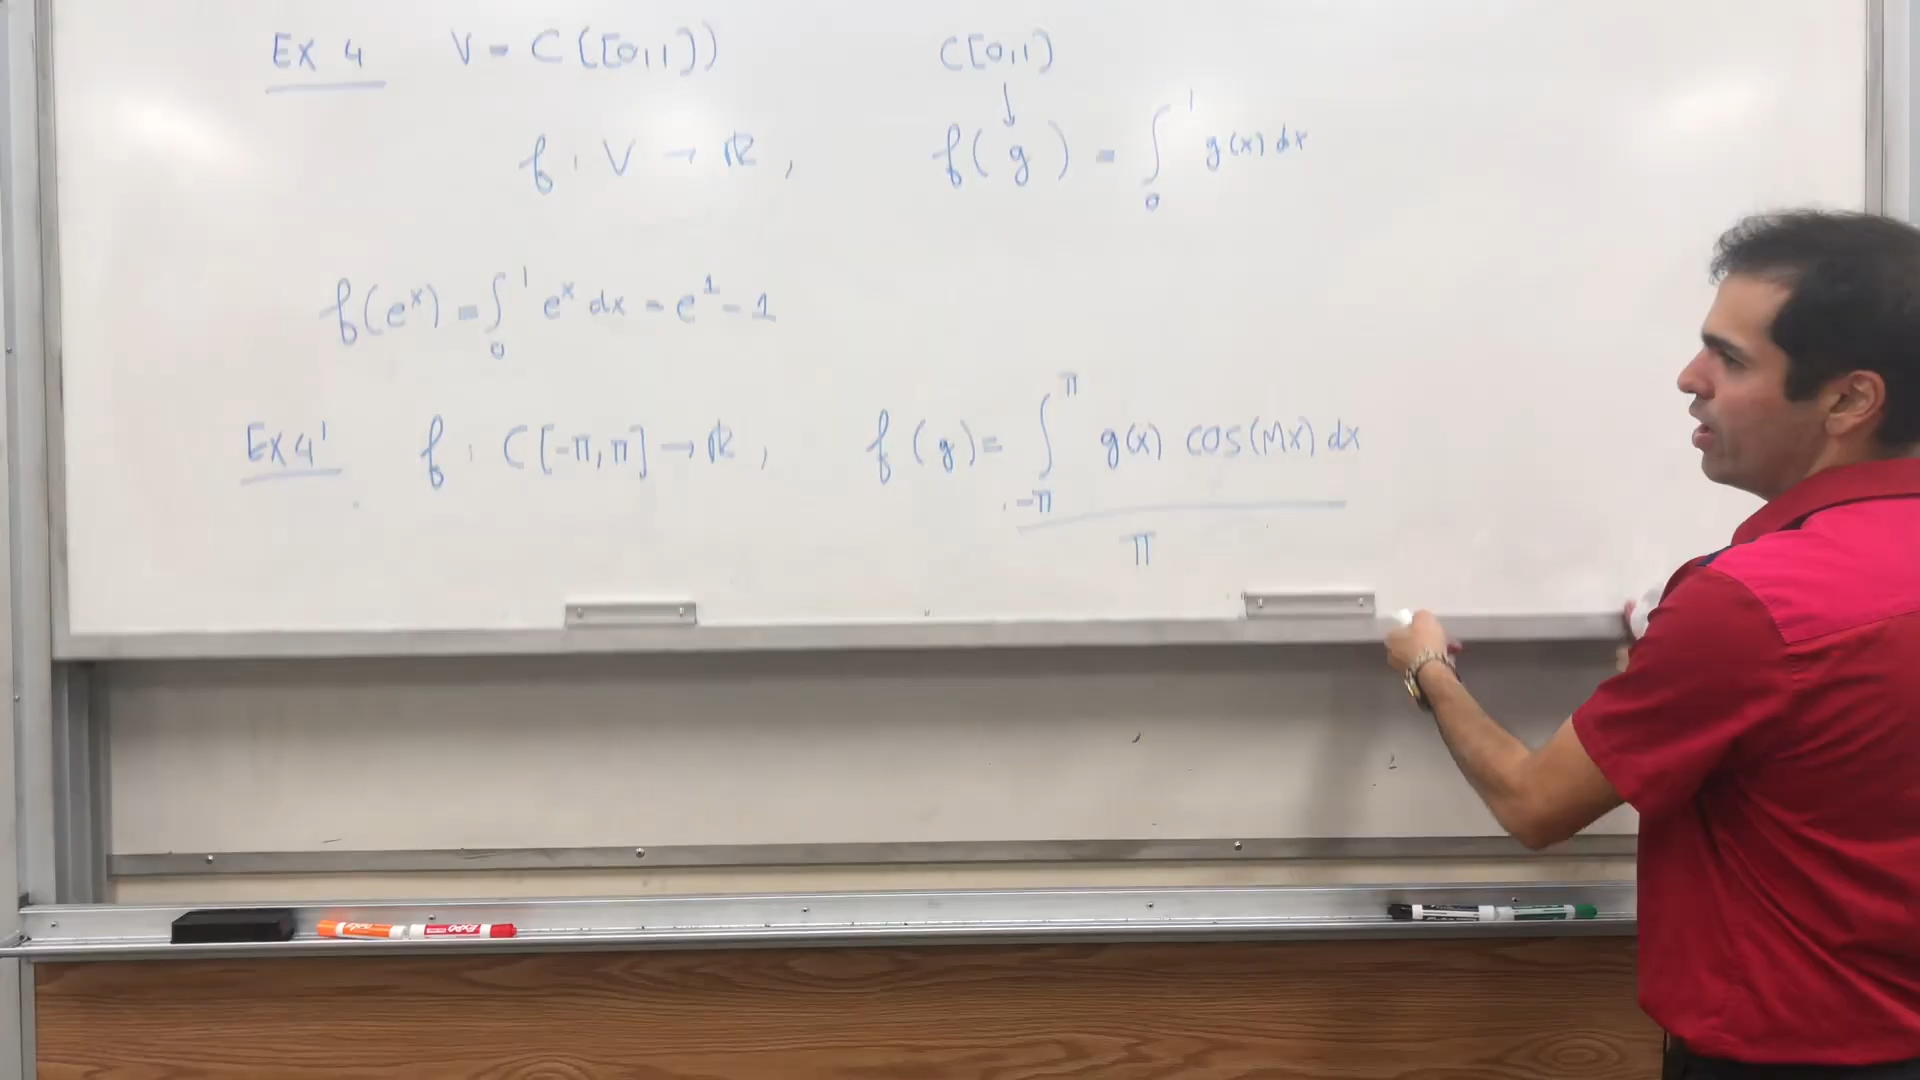 Ex 4 V = C([0,1]) C[0,1]
↓
f : V → ℝ , f( g ) = ∫₀¹ g(x) dx
f(eˣ) = ∫₀¹ eˣ dx = e¹ - 1
Ex 4' f : C[-π,π] → ℝ , f(g) = ∫_{-π}^{π} g(x) cos(Mx) dx
π
EXPO